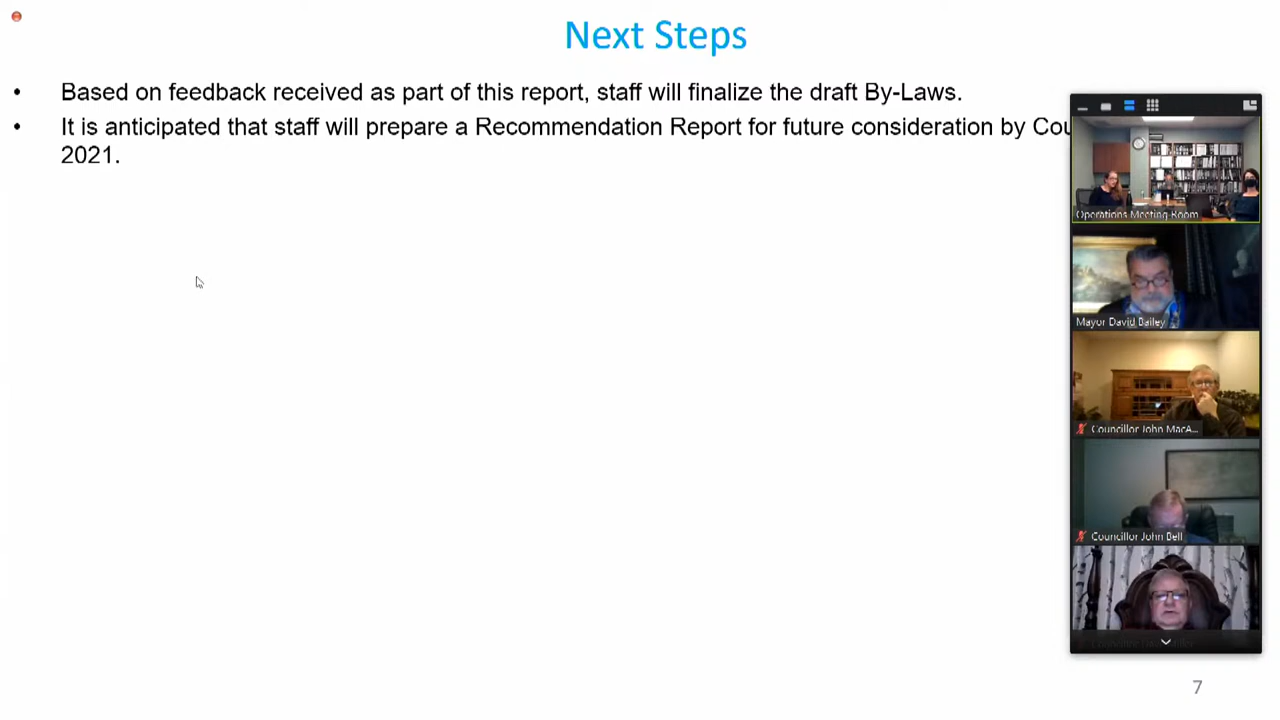 Next Steps
• Based on feedback received as part of this report, staff will finalize the draft By-Laws.
• It is anticipated that staff will prepare a Recommendation Report for future consideration by Cou
2021.
Operations Meeting Room
Mayor David Bailey
Councillor John MacA...
Councillor John Bell
7